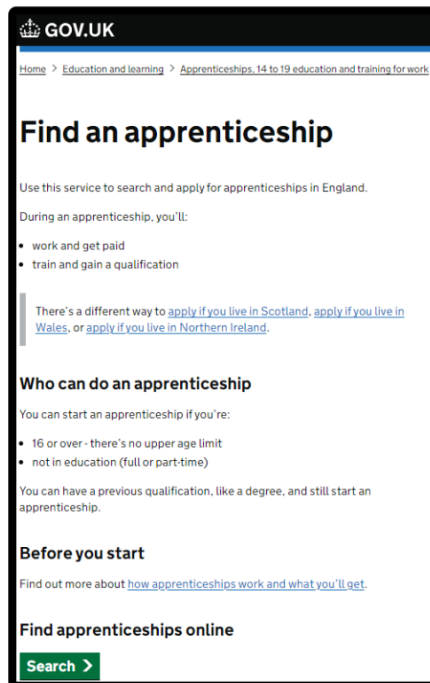 GOV.UK
Home > Education and learning > Apprenticeships, 14 to 19 education and training for work
Find an apprenticeship
Use this service to search and apply for apprenticeships in England.
During an apprenticeship, you'll:
• work and get paid
• train and gain a qualification
There's a different way to apply if you live in Scotland, apply if you live in
Wales, or apply if you live in Northern Ireland.
Who can do an apprenticeship
You can start an apprenticeship if you're:
• 16 or over - there's no upper age limit
• not in education (full or part-time)
You can have a previous qualification, like a degree, and still start an
apprenticeship.
Before you start
Find out more about how apprenticeships work and what you'll get.
Find apprenticeships online
Search >